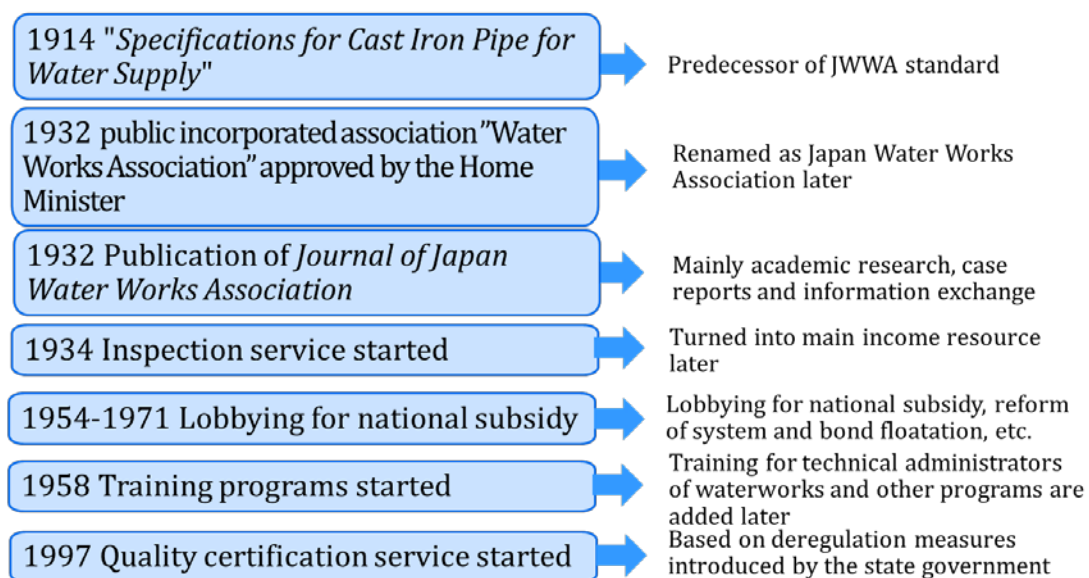 1914 "Specifications for Cast Iron Pipe for
Water Supply"
Predecessor of JWWA standard
1932 public incorporated association ”Water
Works Association” approved by the Home
Minister
Renamed as Japan Water Works
Association later
1932 Publication of Journal of Japan
Water Works Association
Mainly academic research, case
reports and information exchange
1934 Inspection service started
Turned into main income resource
later
1954-1971 Lobbying for national subsidy
Lobbying for national subsidy, reform
of system and bond floatation, etc.
1958 Training programs started
Training for technical administrators
of waterworks and other programs are
added later
1997 Quality certification service started
Based on deregulation measures
introduced by the state government